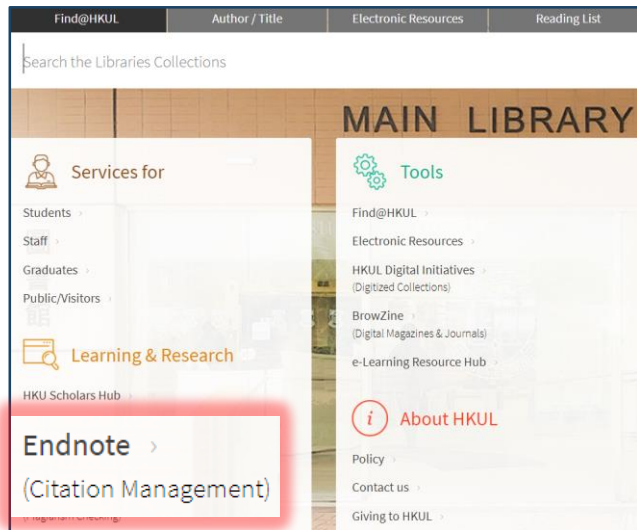 Find@HKUL
Author / Title
Electronic Resources
Reading List
Search the Libraries Collections
MAIN LIBRARY
Services for
Students
Staff
Graduates
Public/Visitors
Learning & Research
HKU Scholars Hub
Endnote
(Citation Management)
(Plagiarism Checking)
Tools
Find@HKUL
Electronic Resources
HKUL Digital Initiatives
(Digitized Collections)
BrowZine
(Digital Magazines & Journals)
e-Learning Resource Hub
i
About HKUL
Policy
Contact us
Giving to HKUL